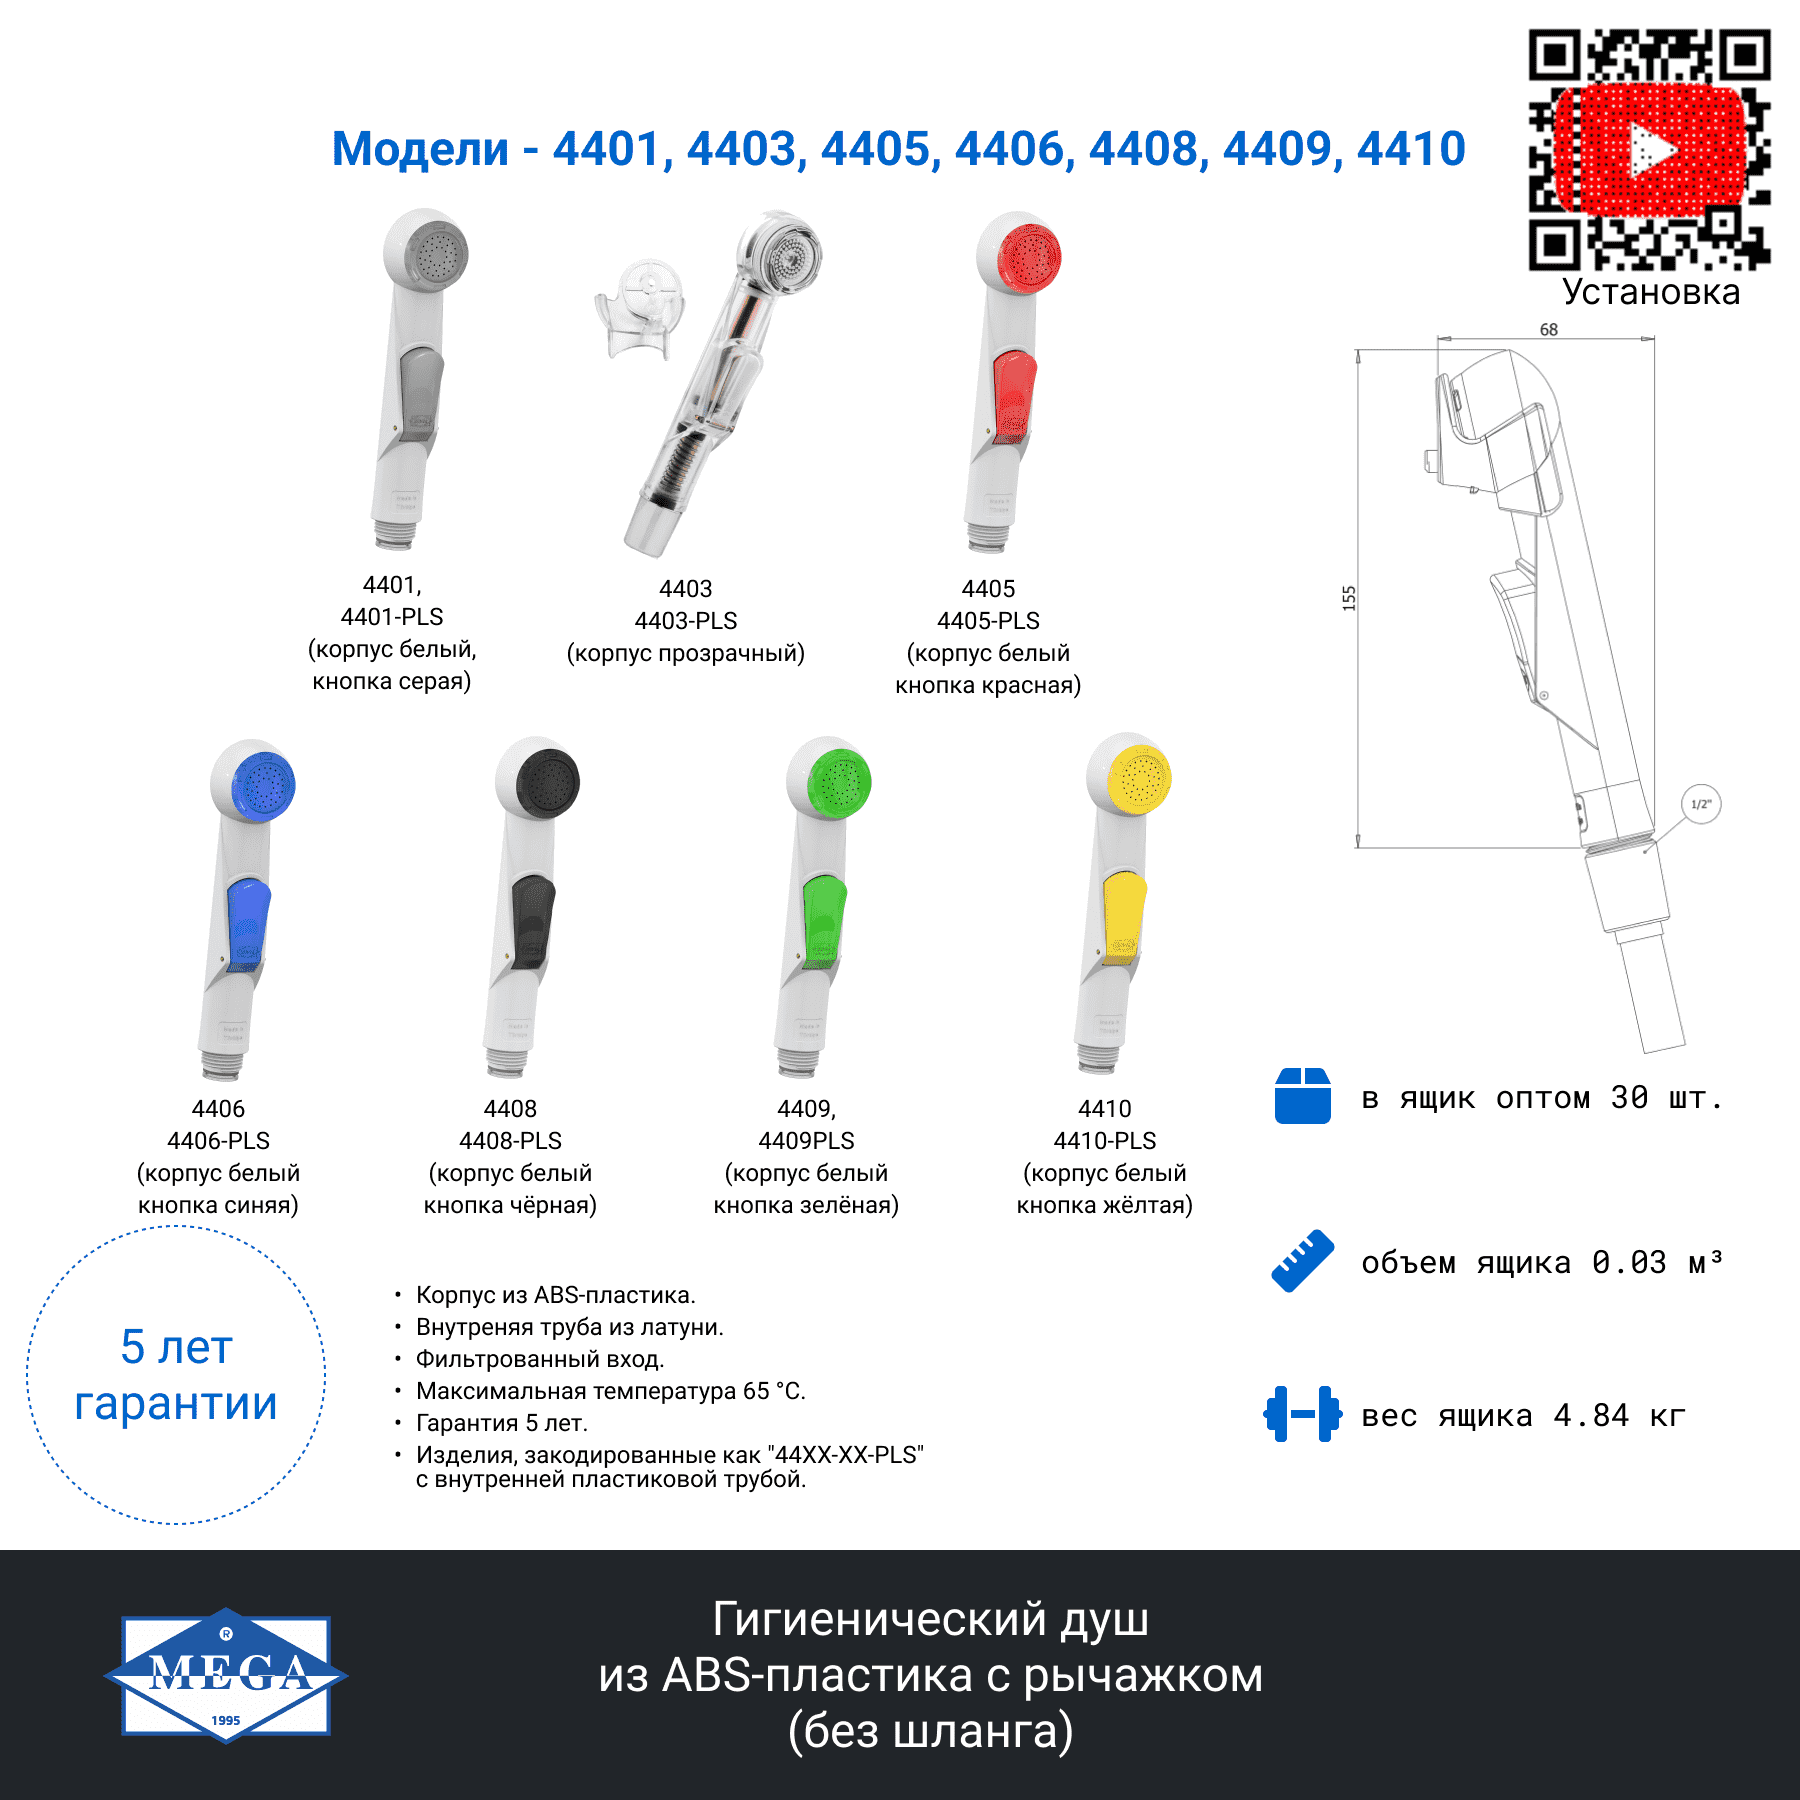 Модели - 4401, 4403, 4405, 4406, 4408, 4409, 4410
Установка
68
155
1/2"
4401,
4401-PLS
(корпус белый,
кнопка серая)
4403
4403-PLS
(корпус прозрачный)
4405
4405-PLS
(корпус белый
кнопка красная)
4406
4406-PLS
(корпус белый
кнопка синяя)
4408
4408-PLS
(корпус белый
кнопка чёрная)
4409,
4409PLS
(корпус белый
кнопка зелёная)
4410
4410-PLS
(корпус белый
кнопка жёлтая)
в ящик оптом 30 шт.
объем ящика 0.03 м³
вес ящика 4.84 кг
5 лет
гарантии
• Корпус из ABS-пластика.
• Внутреняя труба из латуни.
• Фильтрованный вход.
• Максимальная температура 65 °C.
• Гарантия 5 лет.
• Изделия, закодированные как "44XX-XX-PLS"
с внутренней пластиковой трубой.
®
MEGA
1995
Гигиенический душ
из ABS-пластика с рычажком
(без шланга)